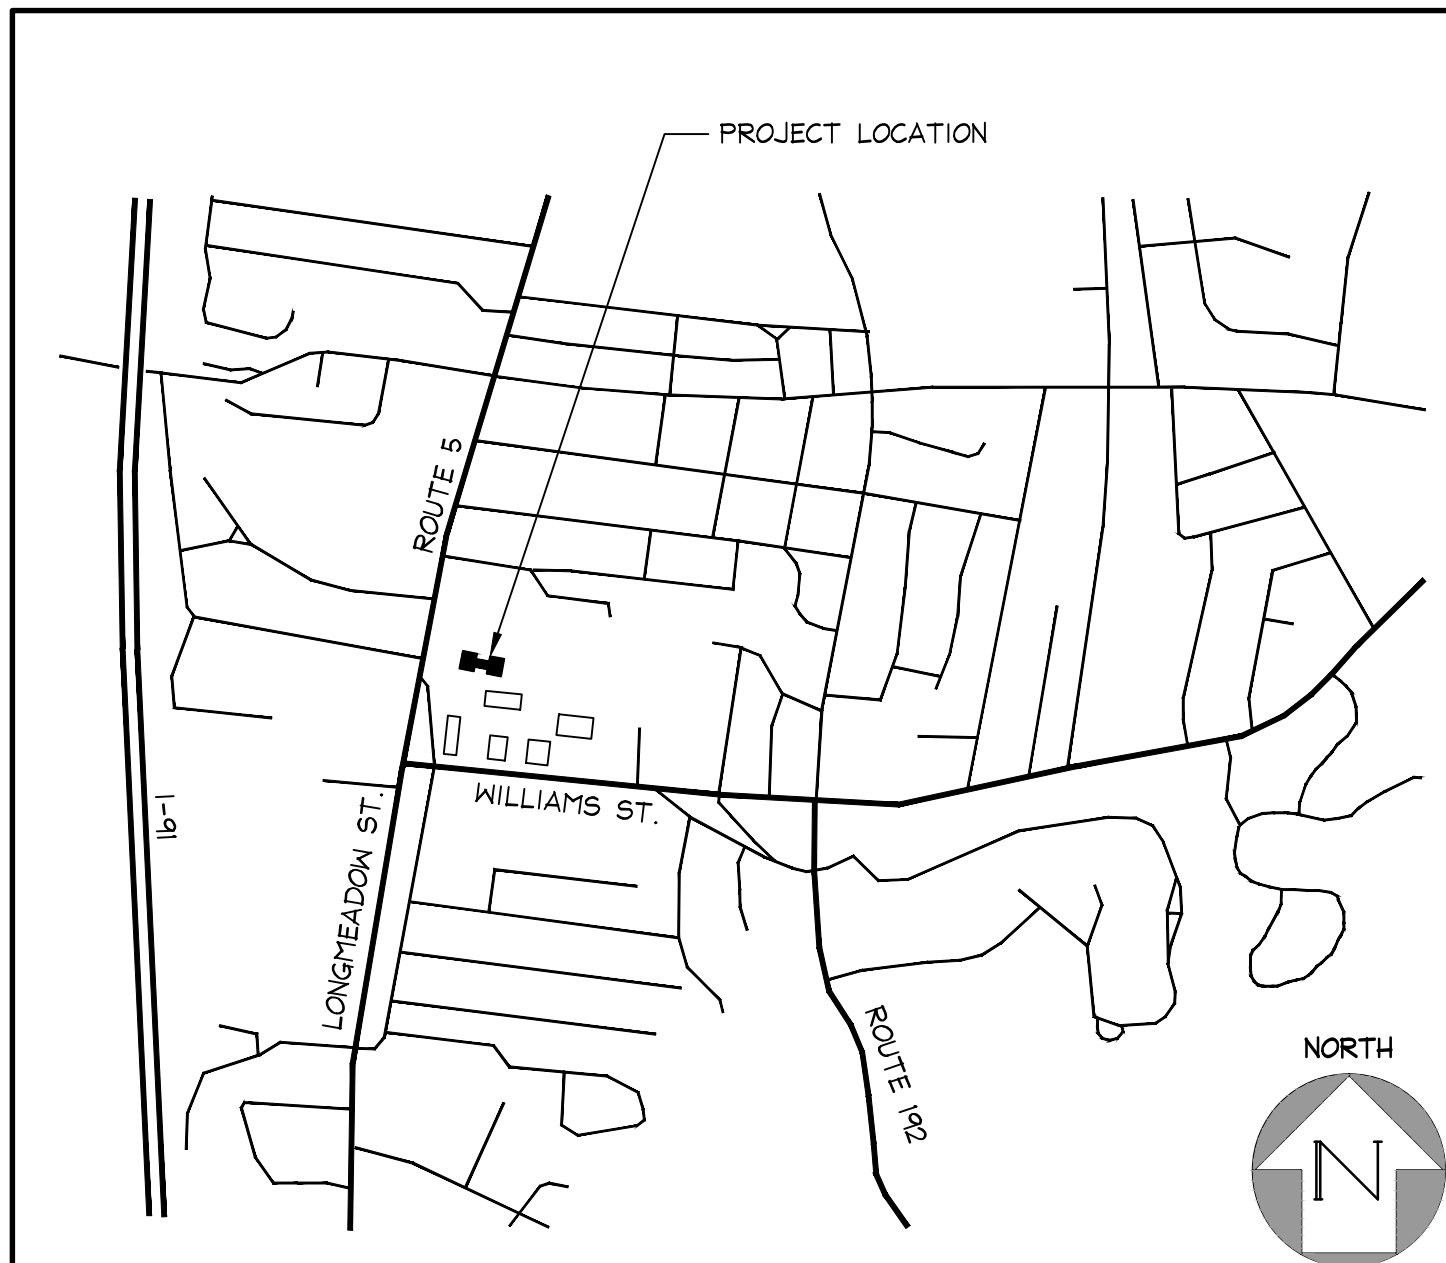 PROJECT LOCATION
ROUTE 5
I-91
WILLIAMS ST.
LONGMEADOW ST.
ROUTE 192
NORTH
N